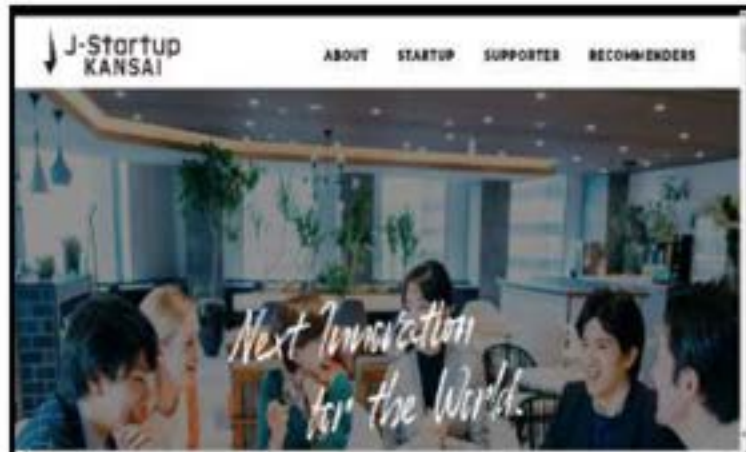 J-Startup
KANSAI
ABOUT STARTUP SUPPORTER RECOMMENDERS
Next Innovation
for the World.